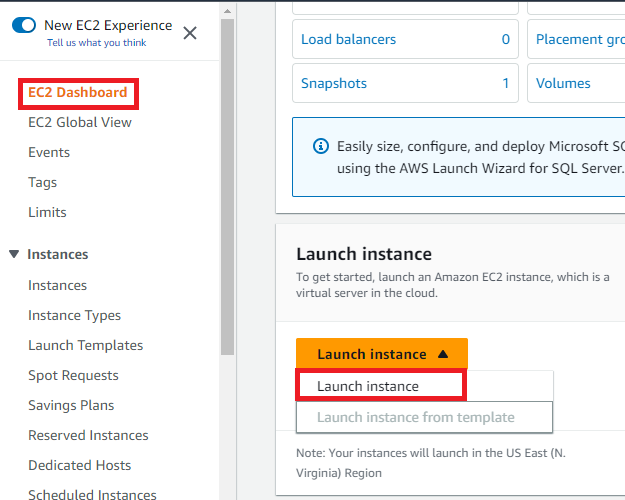 New EC2 Experience
Tell us what you think
EC2 Dashboard
EC2 Global View
Events
Tags
Limits
Instances
Instances
Instance Types
Launch Templates
Spot Requests
Savings Plans
Reserved Instances
Dedicated Hosts
Scheduled Instances
Load balancers 0
Placement gro
Snapshots 1
Volumes
Easily size, configure, and deploy Microsoft SQ
using the AWS Launch Wizard for SQL Server.
Launch instance
To get started, launch an Amazon EC2 instance, which is a
virtual server in the cloud.
Launch instance
Launch instance
Launch instance from template
Note: Your instances will launch in the US East (N.
Virginia) Region